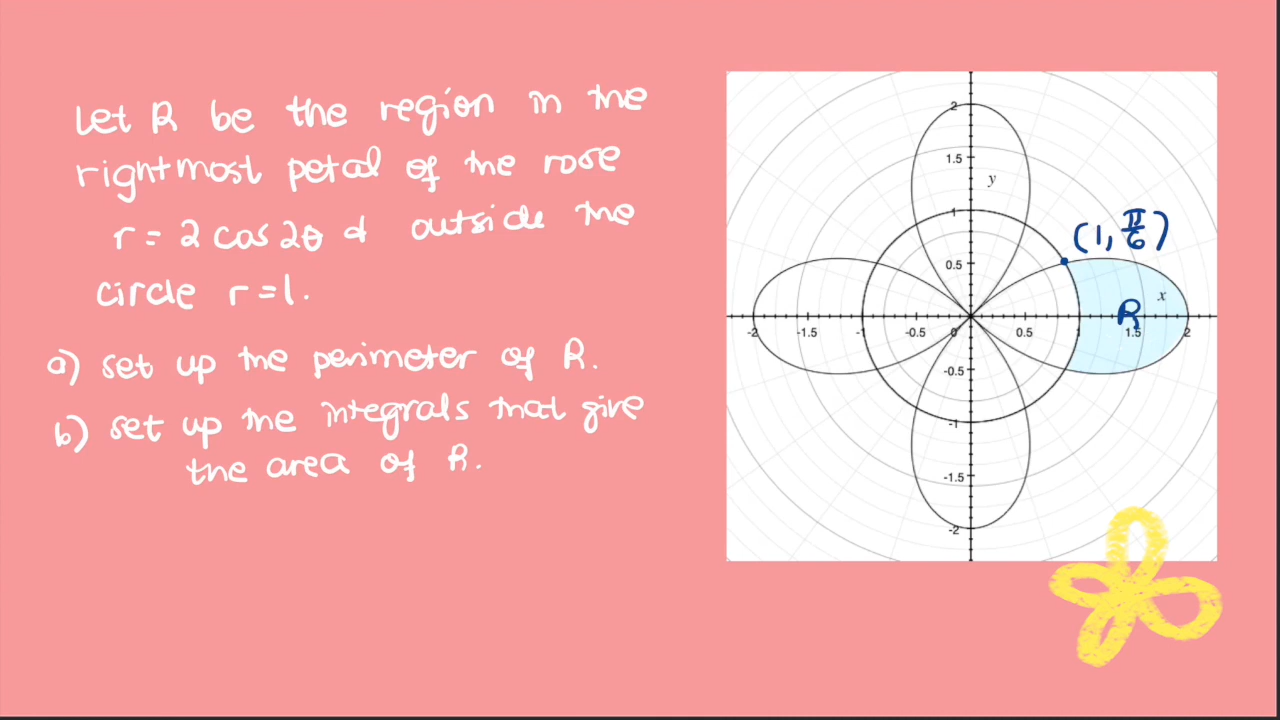 Let R be the region in the
rightmost petal of the rose
r = 2 cos 2θ & outside the
circle r = 1.
a) set up the perimeter of R.
b) set up the integrals that give
the area of R.
2
1.5
y
1
(1, π/6)
0.5
x
R
-2 -1.5 -1 -0.5 0 0.5 1 1.5 2
-0.5
-1
-1.5
-2